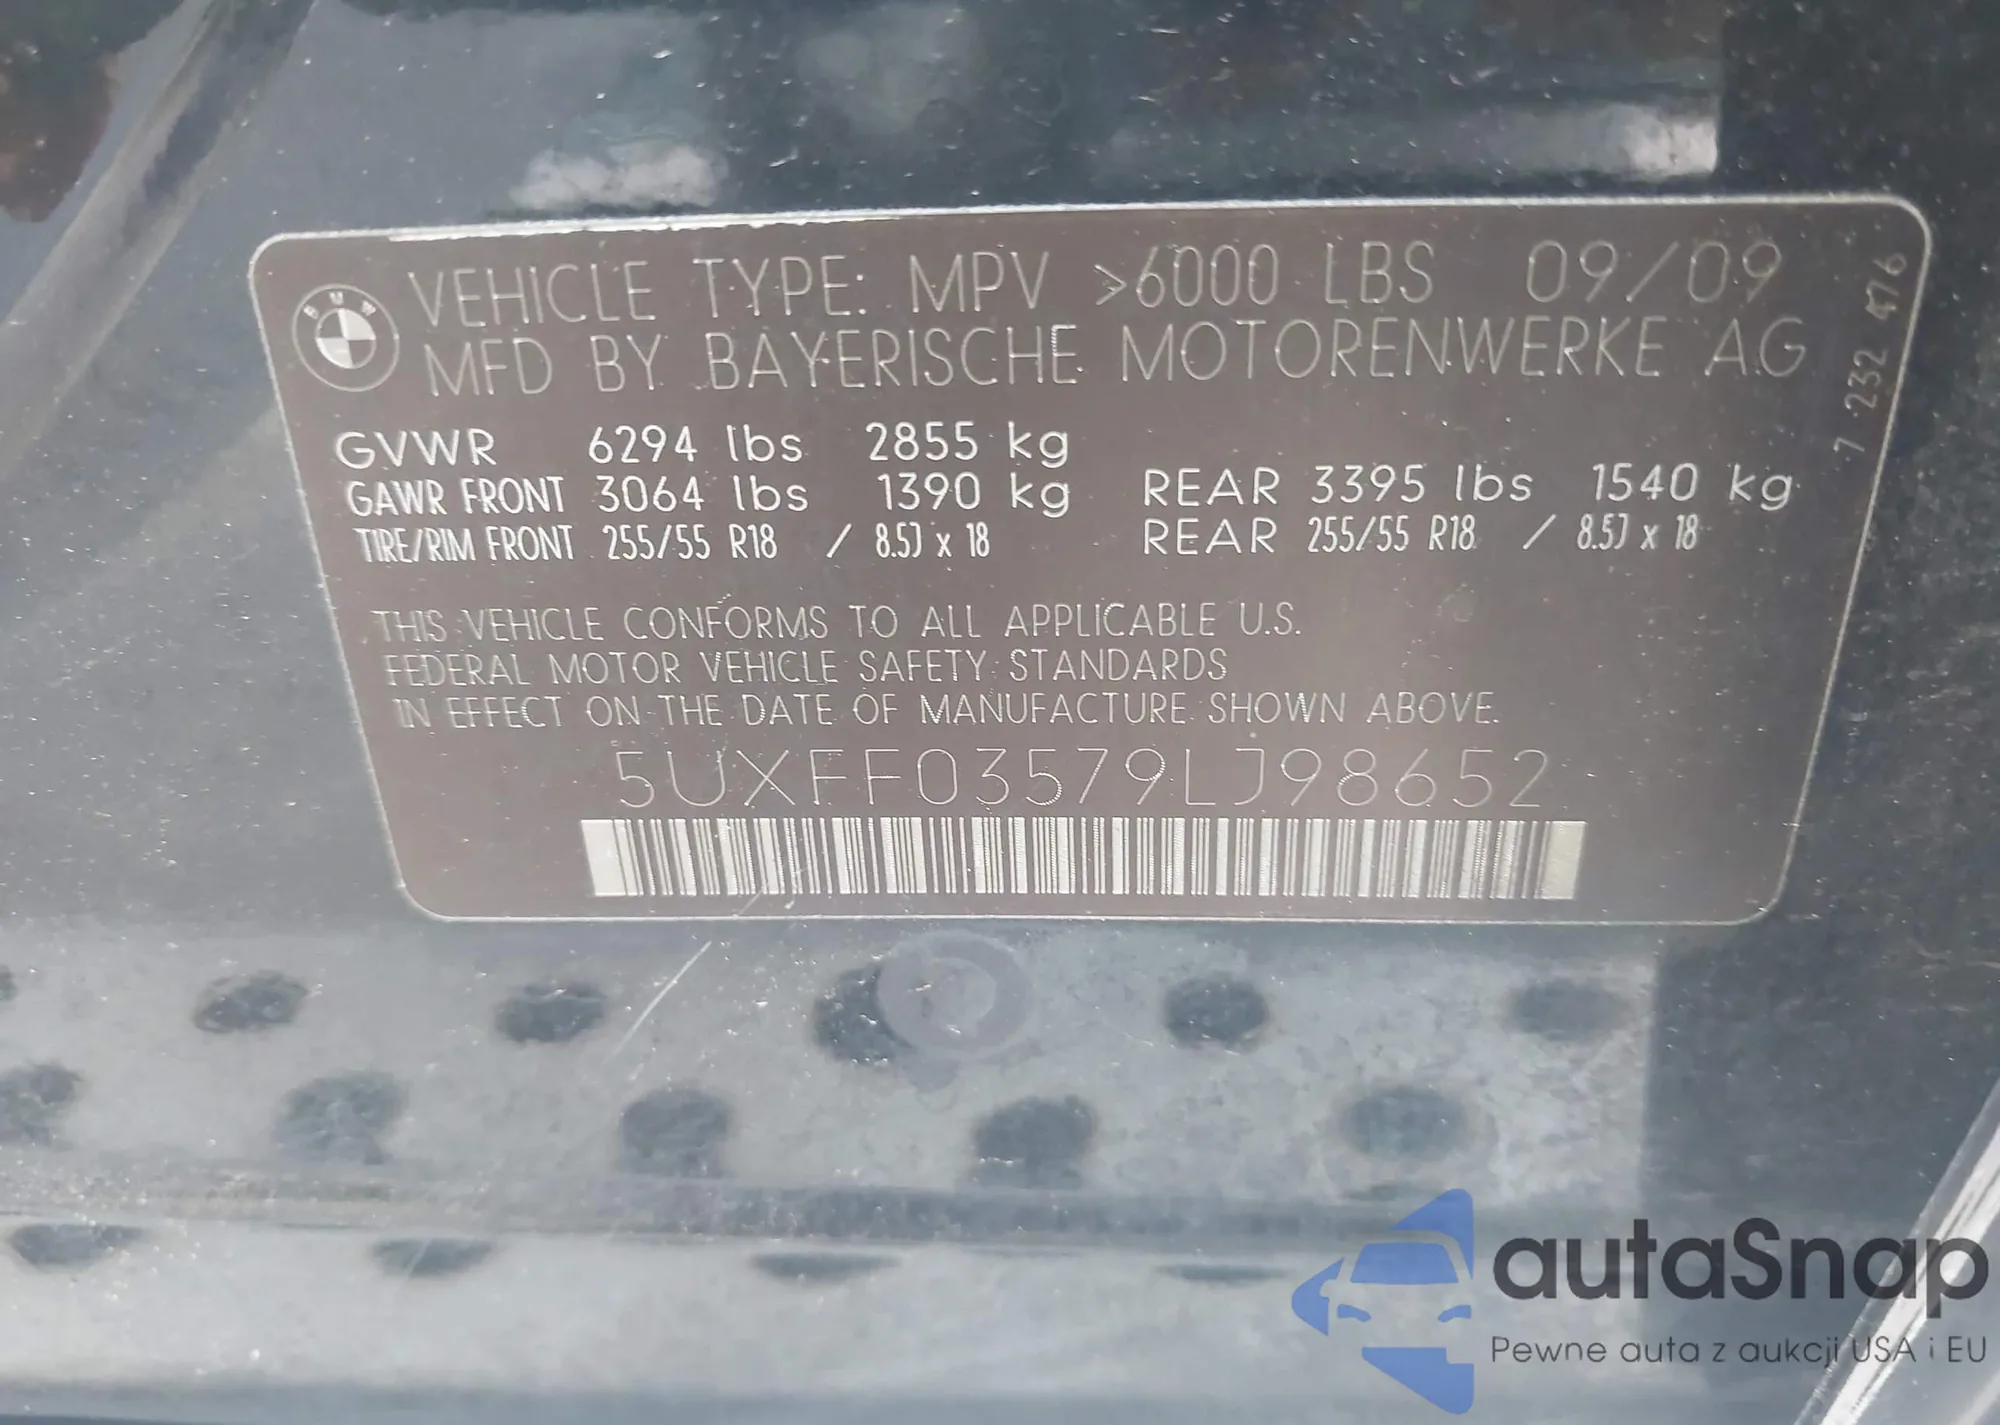 BMW
VEHICLE TYPE: MPV >6000 LBS 09/09
MFD BY BAYERISCHE MOTORENWERKE AG
7 232 476
GVWR 6294 lbs 2855 kg
GAWR FRONT 3064 lbs 1390 kg REAR 3395 lbs 1540 kg
TIRE/RIM FRONT 255/55 R18 / 8.5J x 18 REAR 255/55 R18 / 8.5J x 18
THIS VEHICLE CONFORMS TO ALL APPLICABLE U.S.
FEDERAL MOTOR VEHICLE SAFETY STANDARDS
IN EFFECT ON THE DATE OF MANUFACTURE SHOWN ABOVE.
5UXFF03579LJ98652
autaSnap
Pewne auta z aukcji USA i EU